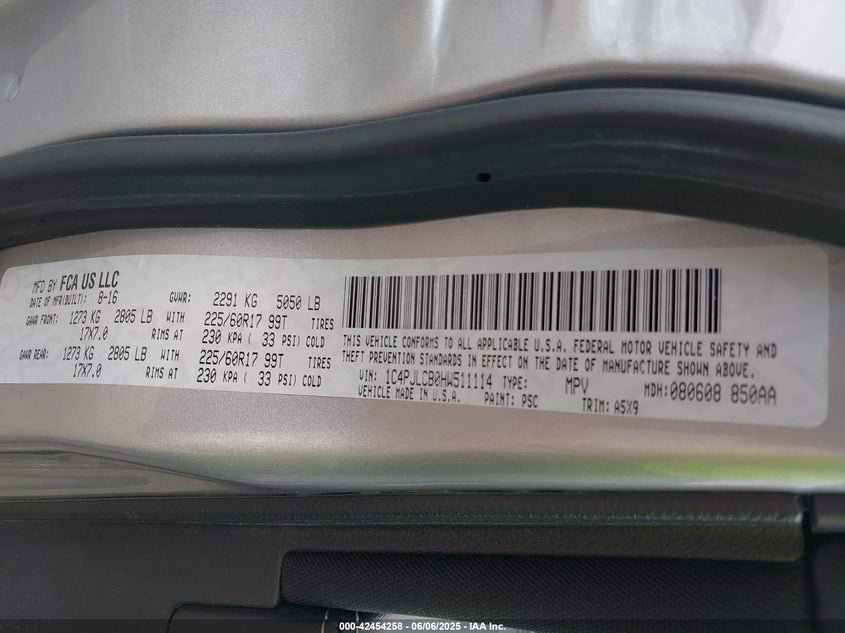 MFD BY FCA US LLC
DATE OF MFR(BUILT): 8-16 GVWR: 2291 KG 5050 LB
GAWR FRONT: 1273 KG 2805 LB WITH 225/60R17 99T TIRES
17X7.0 RIMS AT 230 KPA ( 33 PSI) COLD
GAWR REAR: 1273 KG 2805 LB WITH 225/60R17 99T TIRES
17X7.0 RIMS AT 230 KPA ( 33 PSI) COLD
THIS VEHICLE CONFORMS TO ALL APPLICABLE U.S.A. FEDERAL MOTOR VEHICLE SAFETY AND
THEFT PREVENTION STANDARDS IN EFFECT ON THE DATE OF MANUFACTURE SHOWN ABOVE.
VIN: 1C4PJLCB0HW511114 TYPE: MPV MDH:080608 850AA
VEHICLE MADE IN U.S.A. PAINT: PSC TRIM: A5X9
000-42454258 - 06/06/2025 - IAA Inc.